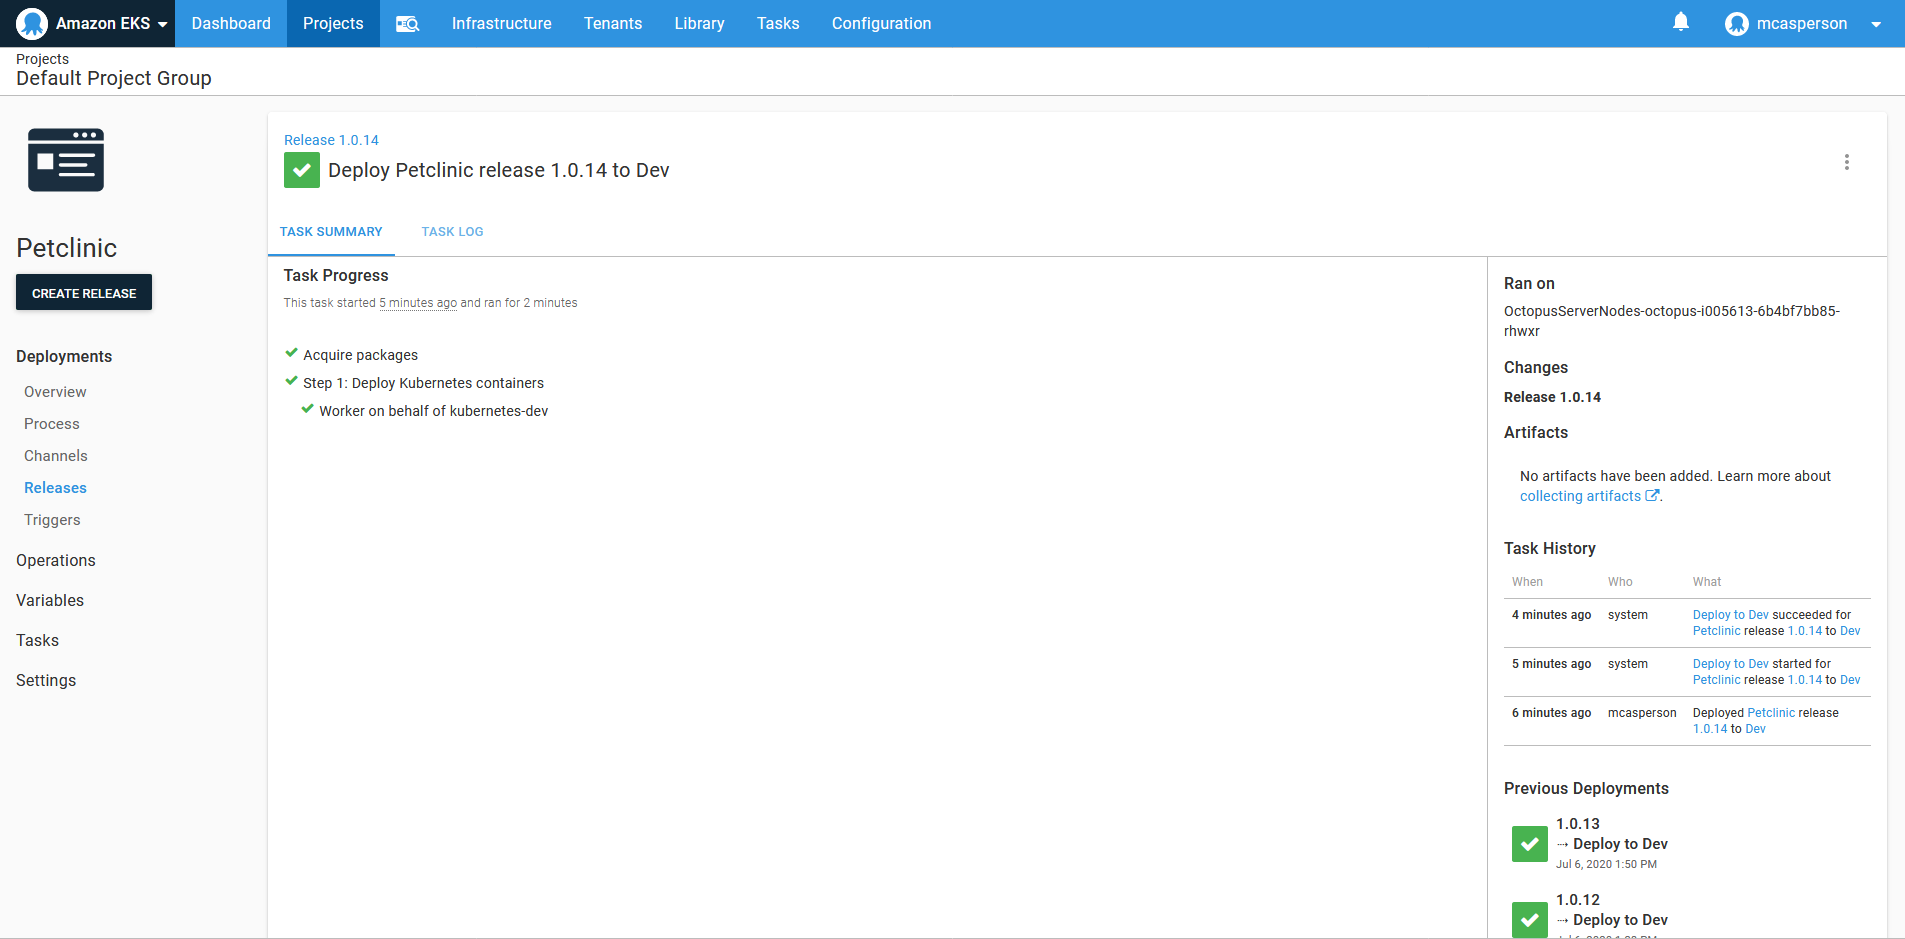 Amazon EKS
Dashboard
Projects
Infrastructure
Tenants
Library
Tasks
Configuration
mcasperson
Projects
Default Project Group
Petclinic
CREATE RELEASE
Deployments
Overview
Process
Channels
Releases
Triggers
Operations
Variables
Tasks
Settings
Release 1.0.14
Deploy Petclinic release 1.0.14 to Dev
TASK SUMMARY
TASK LOG
Task Progress
This task started 5 minutes ago and ran for 2 minutes
Acquire packages
Step 1: Deploy Kubernetes containers
Worker on behalf of kubernetes-dev
Ran on
OctopusServerNodes-octopus-i005613-6b4bf7bb85-
rhwxr
Changes
Release 1.0.14
Artifacts
No artifacts have been added. Learn more about
collecting artifacts.
Task History
When Who What
4 minutes ago system Deploy to Dev succeeded for
Petclinic release 1.0.14 to Dev
5 minutes ago system Deploy to Dev started for
Petclinic release 1.0.14 to Dev
6 minutes ago mcasperson Deployed Petclinic release
1.0.14 to Dev
Previous Deployments
1.0.13
⇢ Deploy to Dev
Jul 6, 2020 1:50 PM
1.0.12
⇢ Deploy to Dev